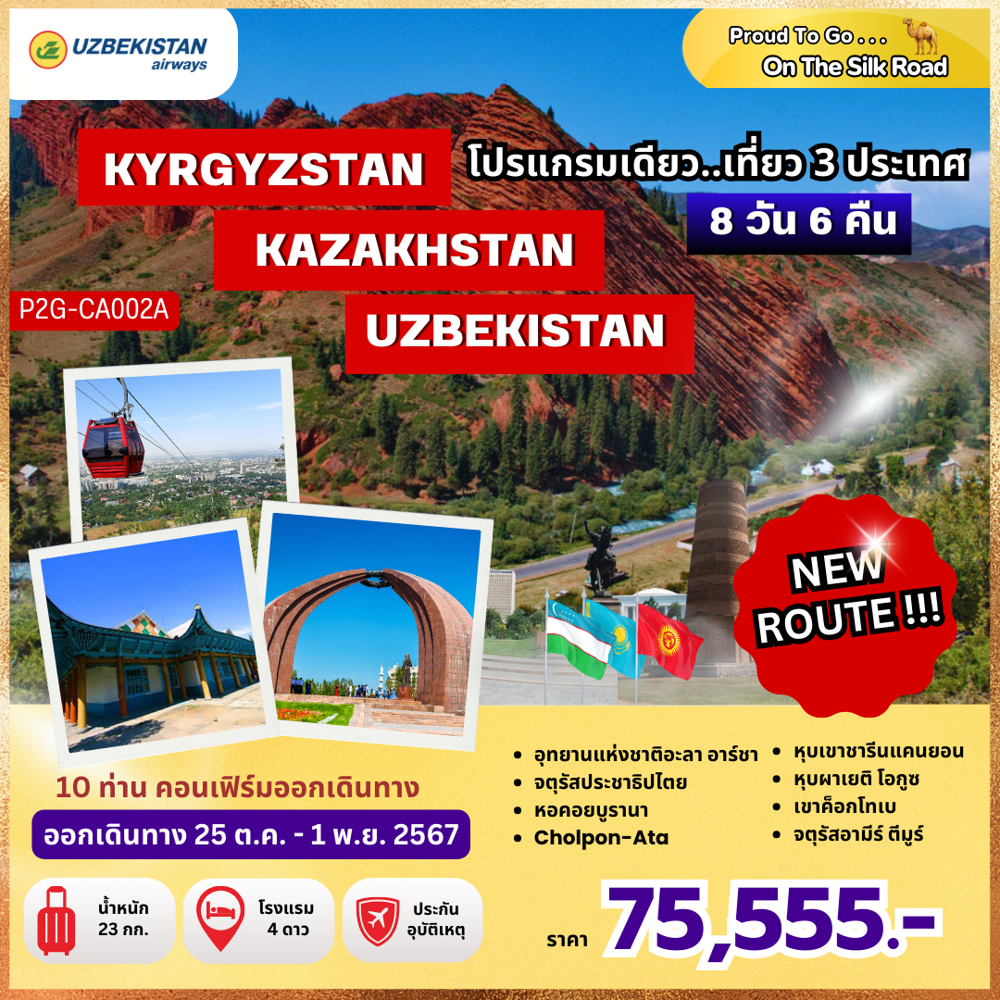 UZBEKISTAN
airways
Proud To Go . . .
On The Silk Road
KYRGYZSTAN
โปรแกรมเดียว..เที่ยว 3 ประเทศ
8 วัน 6 คืน
KAZAKHSTAN
P2G-CA002A
UZBEKISTAN
NEW
ROUTE !!!
10 ท่าน คอนเฟิร์มออกเดินทาง
ออกเดินทาง 25 ต.ค. - 1 พ.ย. 2567
น้ำหนัก
23 กก.
โรงแรม
4 ดาว
ประกัน
อุบัติเหตุ
• อุทยานแห่งชาติอะลา อาร์ชา
• จตุรัสประชาธิปไตย
• หอคอยบูรานา
• Cholpon-Ata
• หุบเขาชารีนแคนยอน
• หุบผาเยติ โอกูซ
• เขาค็อกโทเบ
• จตุรัสอามีร์ ตีมูร์
ราคา 75,555.-